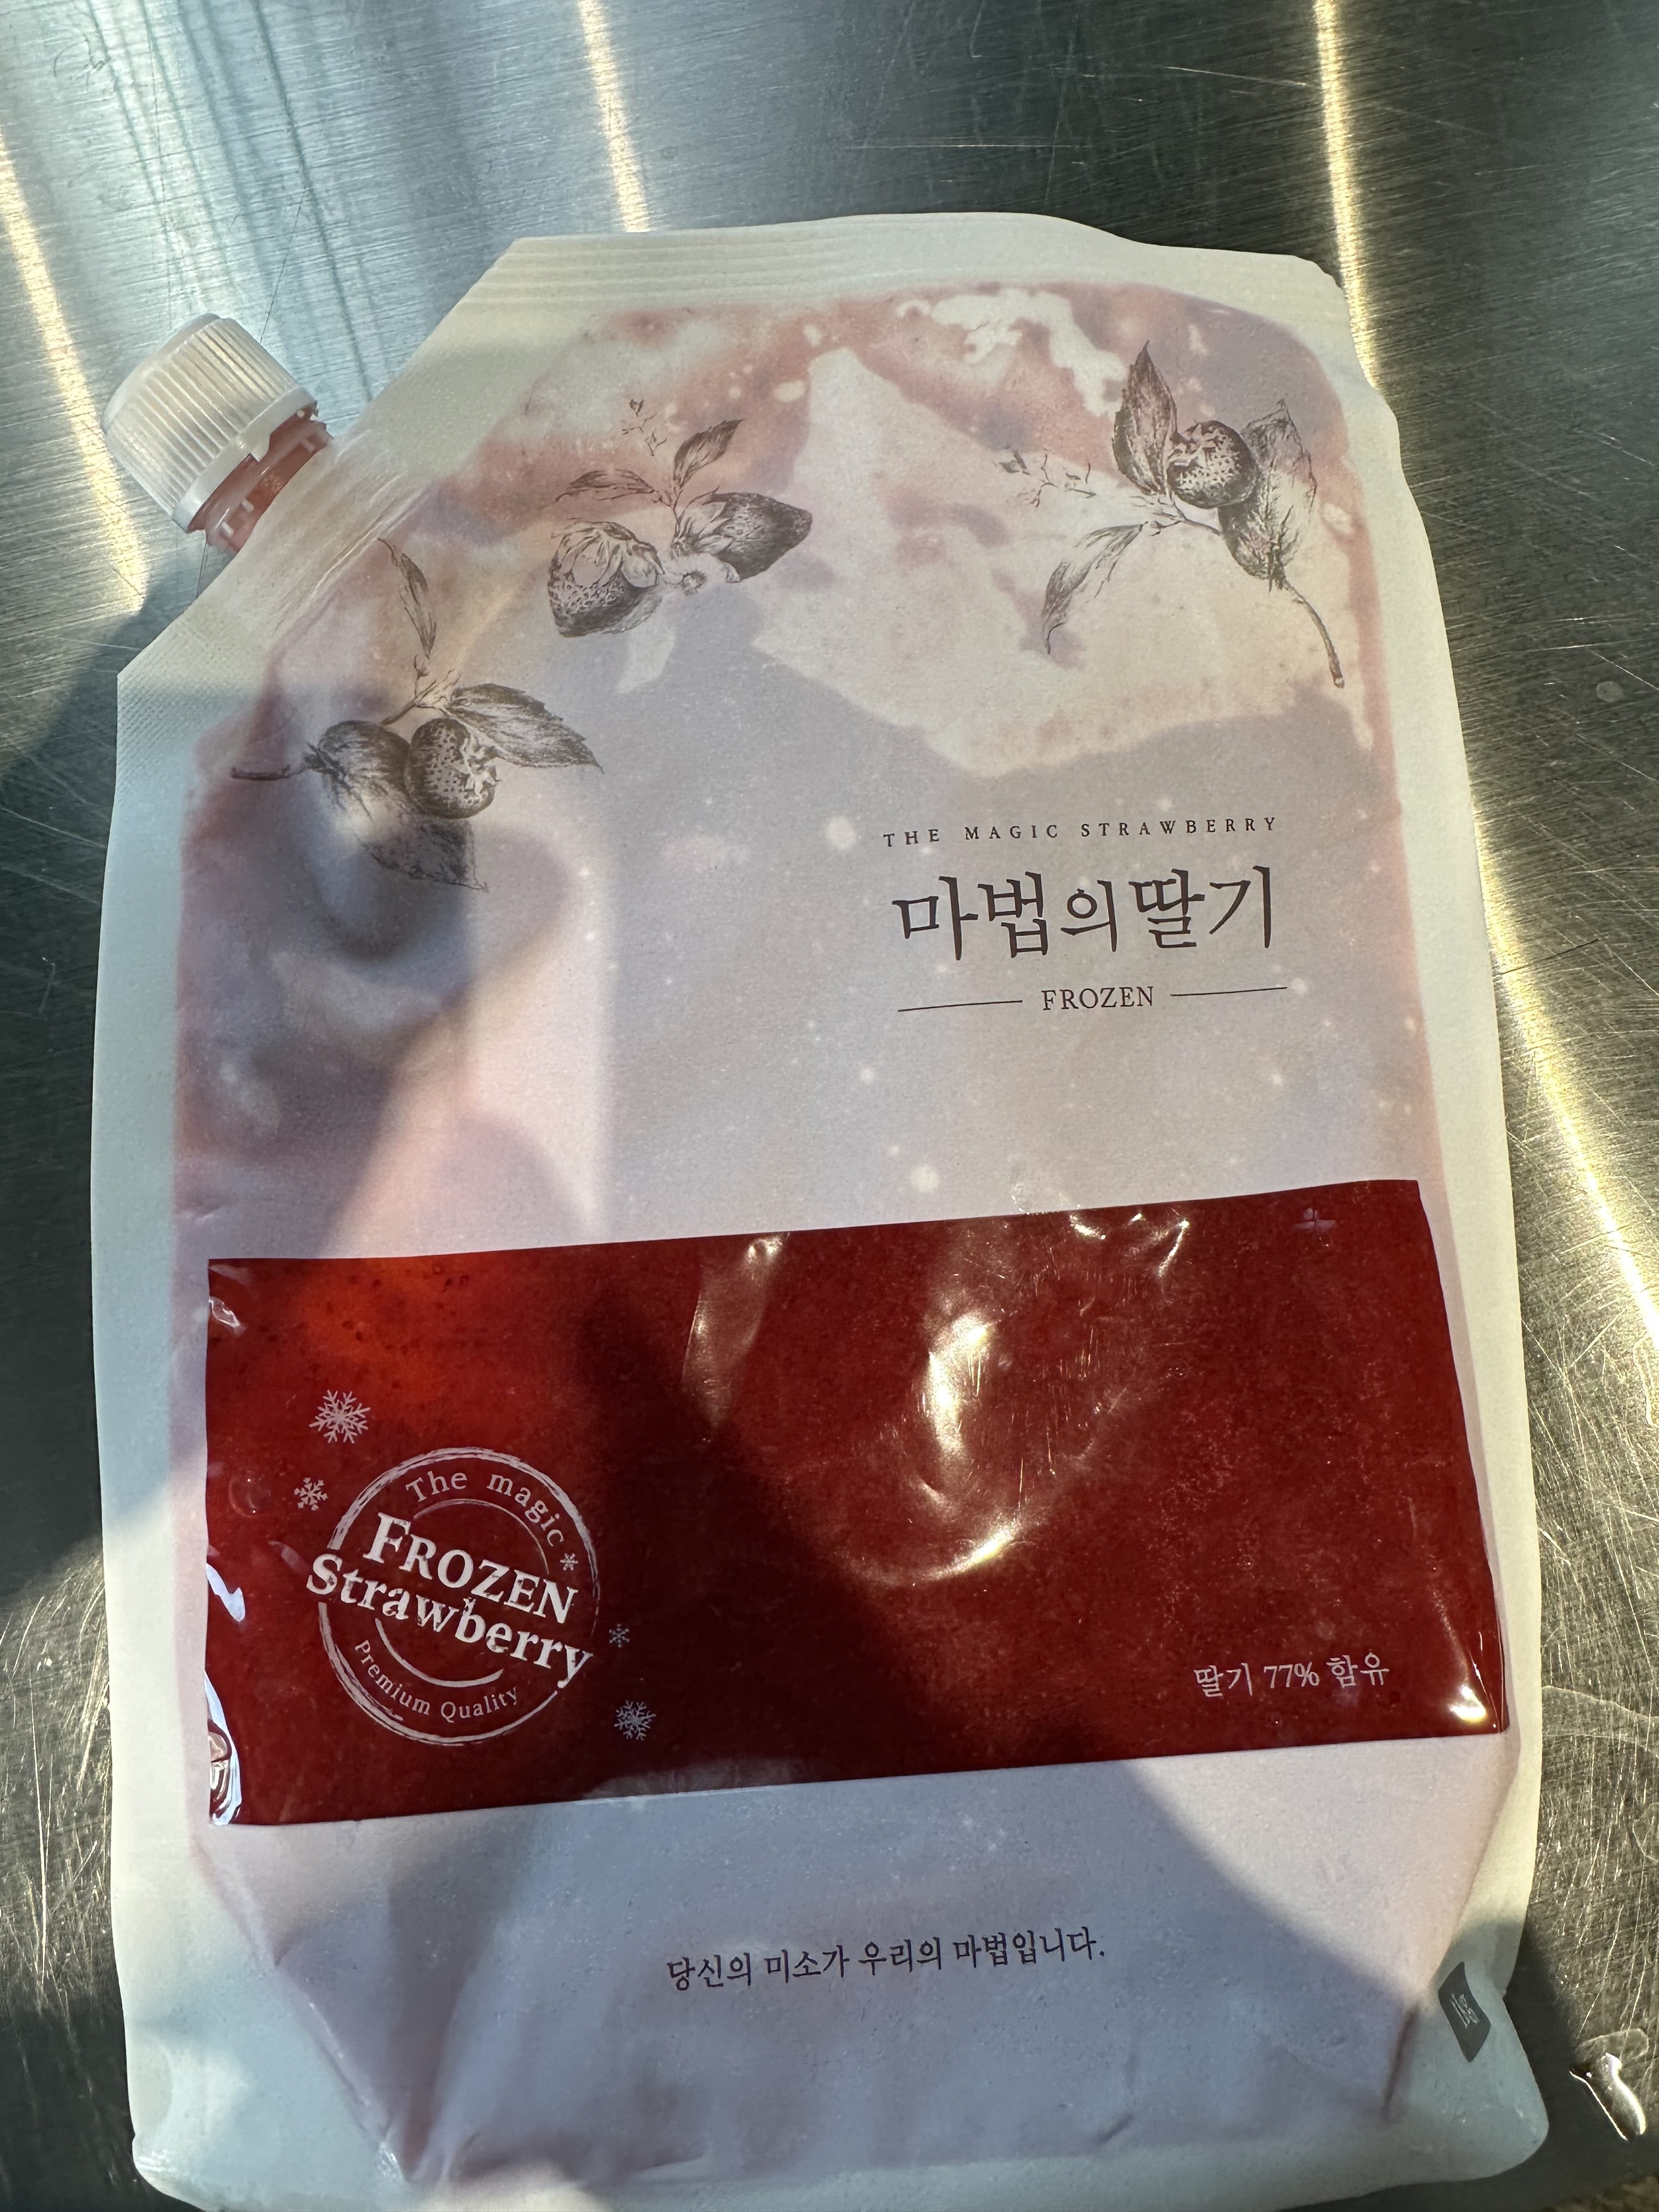 THE MAGIC STRAWBERRY
마법의딸기
FROZEN
The magic
FROZEN
Strawberry
Premium Quality
딸기 77% 함유
당신의 미소가 우리의 마법입니다.